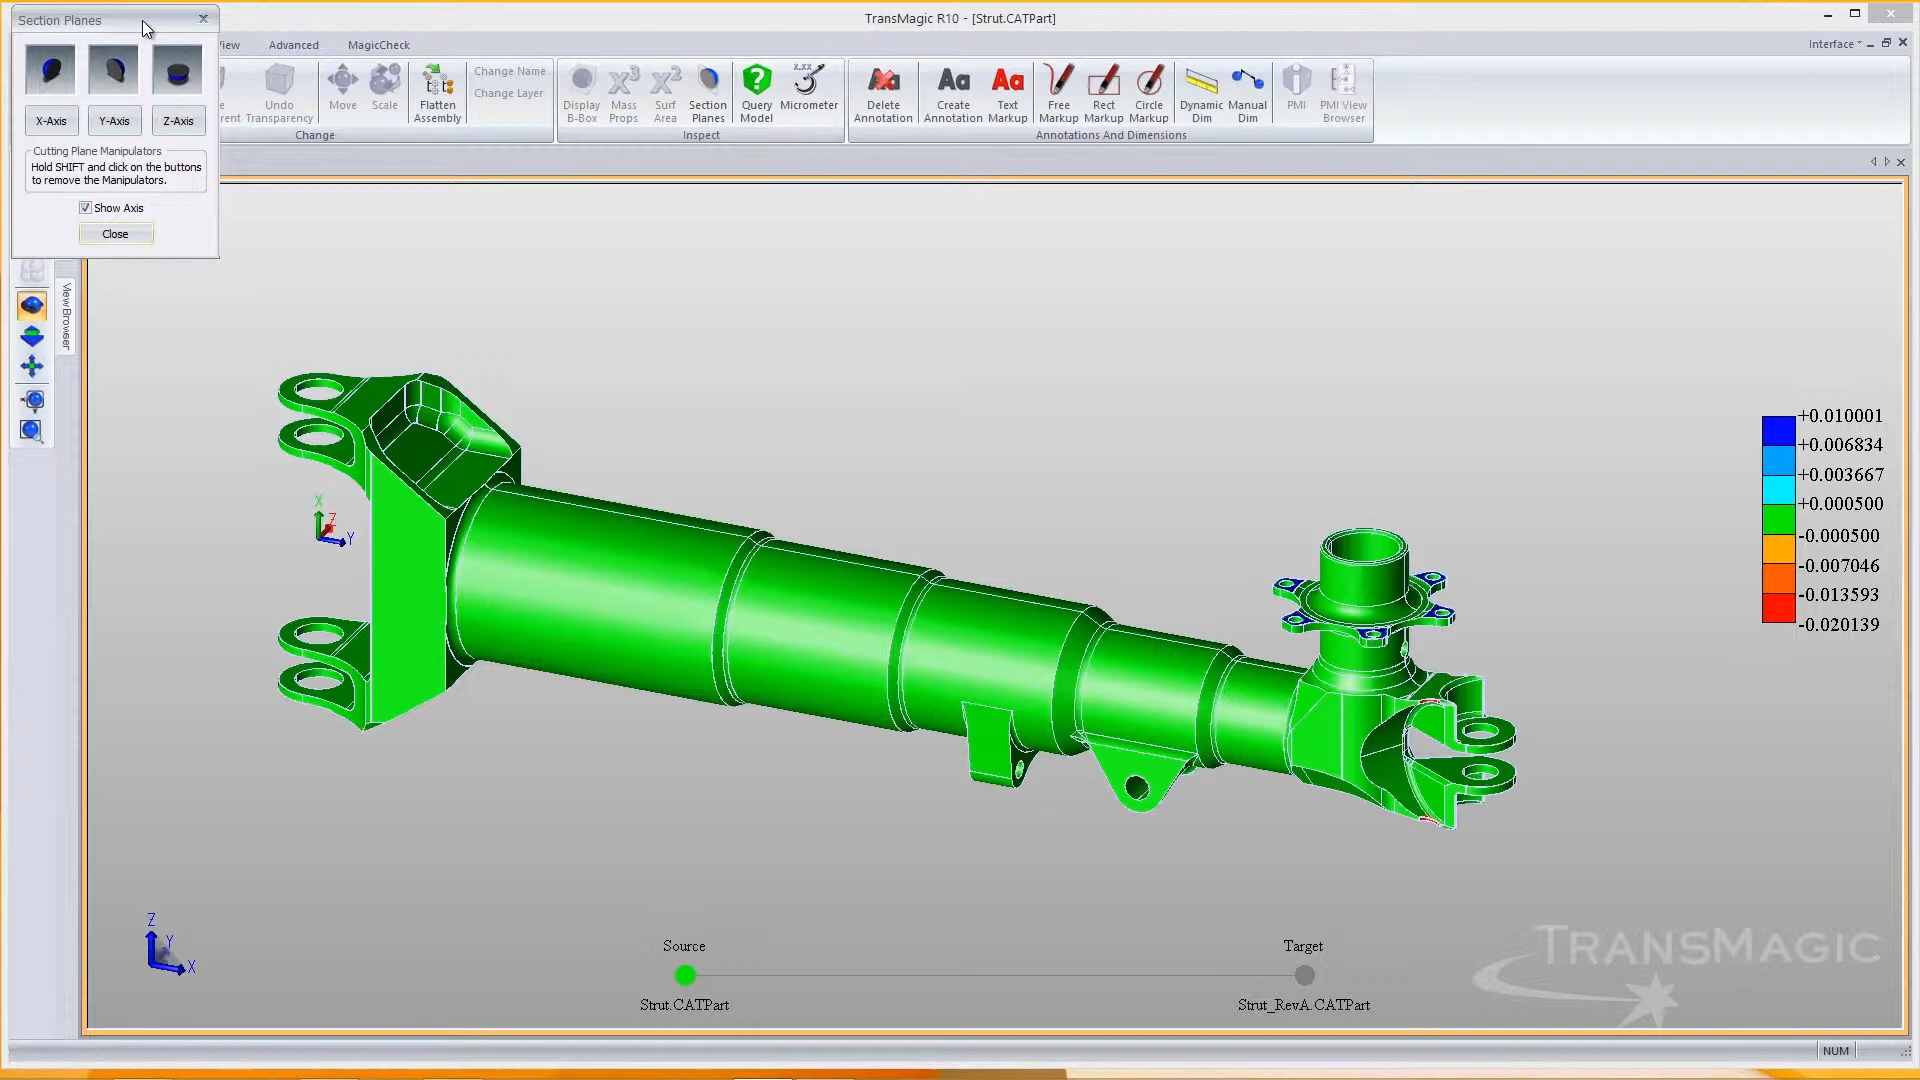 Section Planes
TransMagic R10 - [Strut.CATPart]
View
Advanced
MagicCheck
Interface
X-Axis
Y-Axis
Z-Axis
Cutting Plane Manipulators
Hold SHIFT and click on the buttons
to remove the Manipulators.
Show Axis
Close
Undo
Transparency
Move
Scale
Flatten
Assembly
Change Name
Change Layer
Change
Display
B-Box
Mass
Props
Surf
Area
Section
Planes
Query
Model
X.XX
Micrometer
Inspect
Delete
Annotation
Create
Annotation
Text
Markup
Free
Markup
Rect
Markup
Circle
Markup
Dynamic
Dim
Manual
Dim
PMI
PMI View
Browser
Annotations And Dimensions
View Browser
X
Z
Y
+0.010001
+0.006834
+0.003667
+0.000500
-0.000500
-0.007046
-0.013593
-0.020139
Z
Y
X
Source
Target
Strut.CATPart
Strut_RevA.CATPart
TRANSMAGIC
NUM